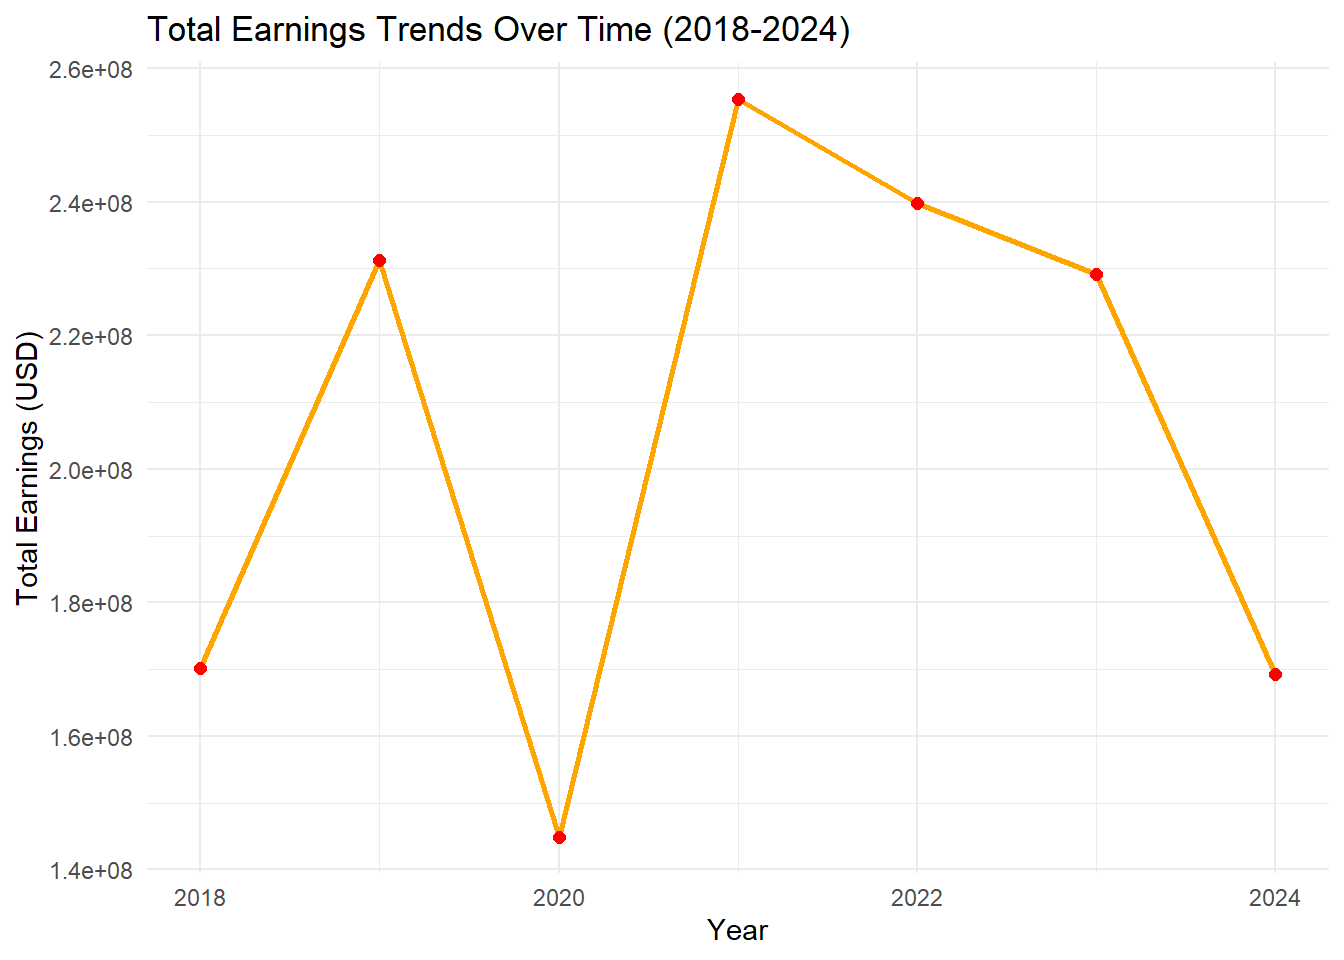 Total Earnings Trends Over Time (2018-2024)
Total Earnings (USD)
2.6e+08
2.4e+08
2.2e+08
2.0e+08
1.8e+08
1.6e+08
1.4e+08
2018 2020 2022 2024
Year